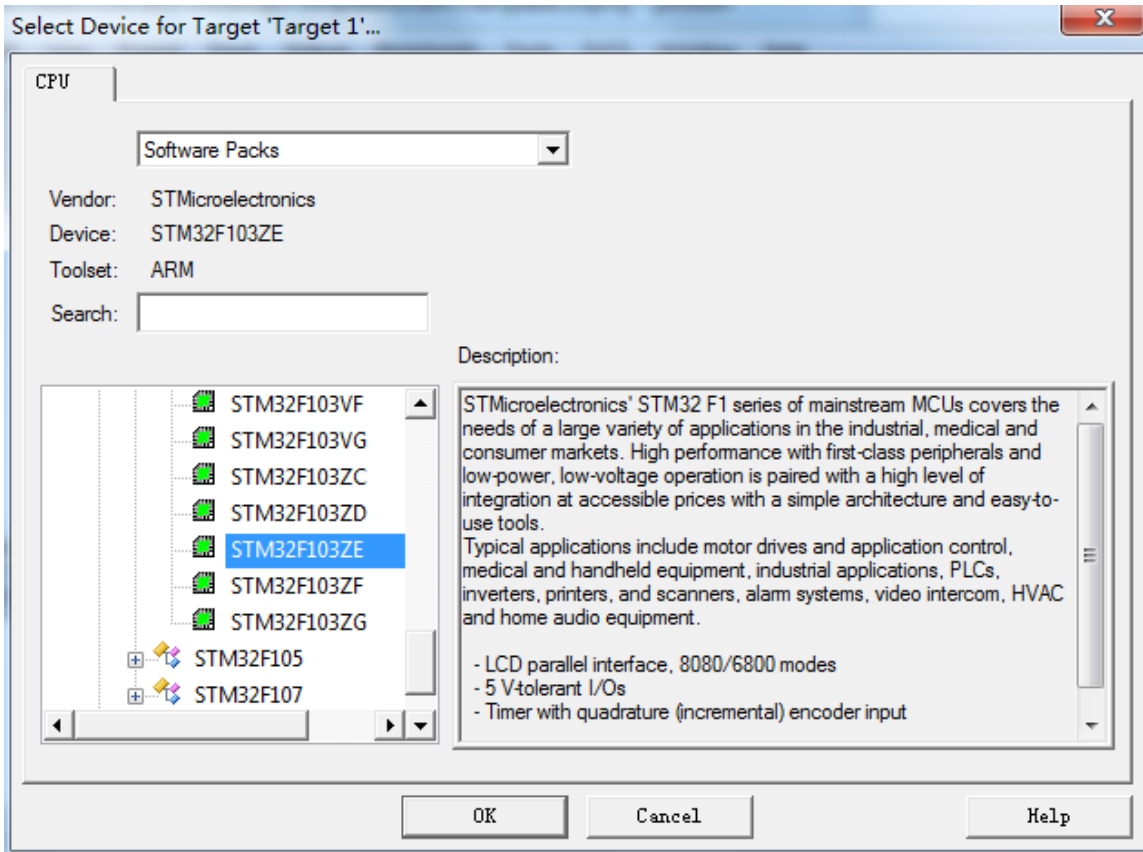 Select Device for Target 'Target 1'...
CPU
Software Packs
Vendor: STMicroelectronics
Device: STM32F103ZE
Toolset: ARM
Search:
STM32F103VF
STM32F103VG
STM32F103ZC
STM32F103ZD
STM32F103ZE
STM32F103ZF
STM32F103ZG
STM32F105
STM32F107
Description:
STMicroelectronics' STM32 F1 series of mainstream MCUs covers the
needs of a large variety of applications in the industrial, medical and
consumer markets. High performance with first-class peripherals and
low-power, low-voltage operation is paired with a high level of
integration at accessible prices with a simple architecture and easy-to-
use tools.
Typical applications include motor drives and application control,
medical and handheld equipment, industrial applications, PLCs,
inverters, printers, and scanners, alarm systems, video intercom, HVAC
and home audio equipment.
- LCD parallel interface, 8080/6800 modes
- 5 V-tolerant I/Os
- Timer with quadrature (incremental) encoder input
OK
Cancel
Help